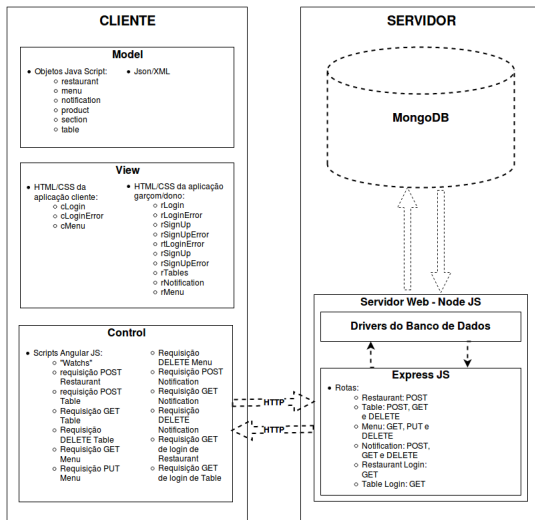 CLIENTE
Model
Objetos Java Script:
restaurant
menu
notification
product
section
table
Json/XML
View
HTML/CSS da
aplicação cliente:
cLogin
cLoginError
cMenu
HTML/CSS da aplicação
garçom/dono:
rLogin
rLoginError
rSignUp
rSignUpError
rtLoginError
rSignUp
rSignUpError
rTables
rNotification
rMenu
Control
Scripts Angular JS:
"Watchs"
requisição POST
Restaurant
requisição POST
Table
Requisição GET
Table
Requisição
DELETE Table
Requisição GET
Menu
Requisição PUT
Menu
Requisição
DELETE Menu
Requisição POST
Notification
Requisição GET
Notification
Requisição
DELETE
Notification
Requisição GET
de login de
Restaurant
Requisição GET
de login de Table
HTTP
HTTP
SERVIDOR
MongoDB
Servidor Web - Node JS
Drivers do Banco de Dados
Express JS
Rotas:
Restaurant: POST
Table: POST, GET
e DELETE
Menu: GET, PUT e
DELETE
Notification: POST,
GET e DELETE
Restaurant Login:
GET
Table Login: GET